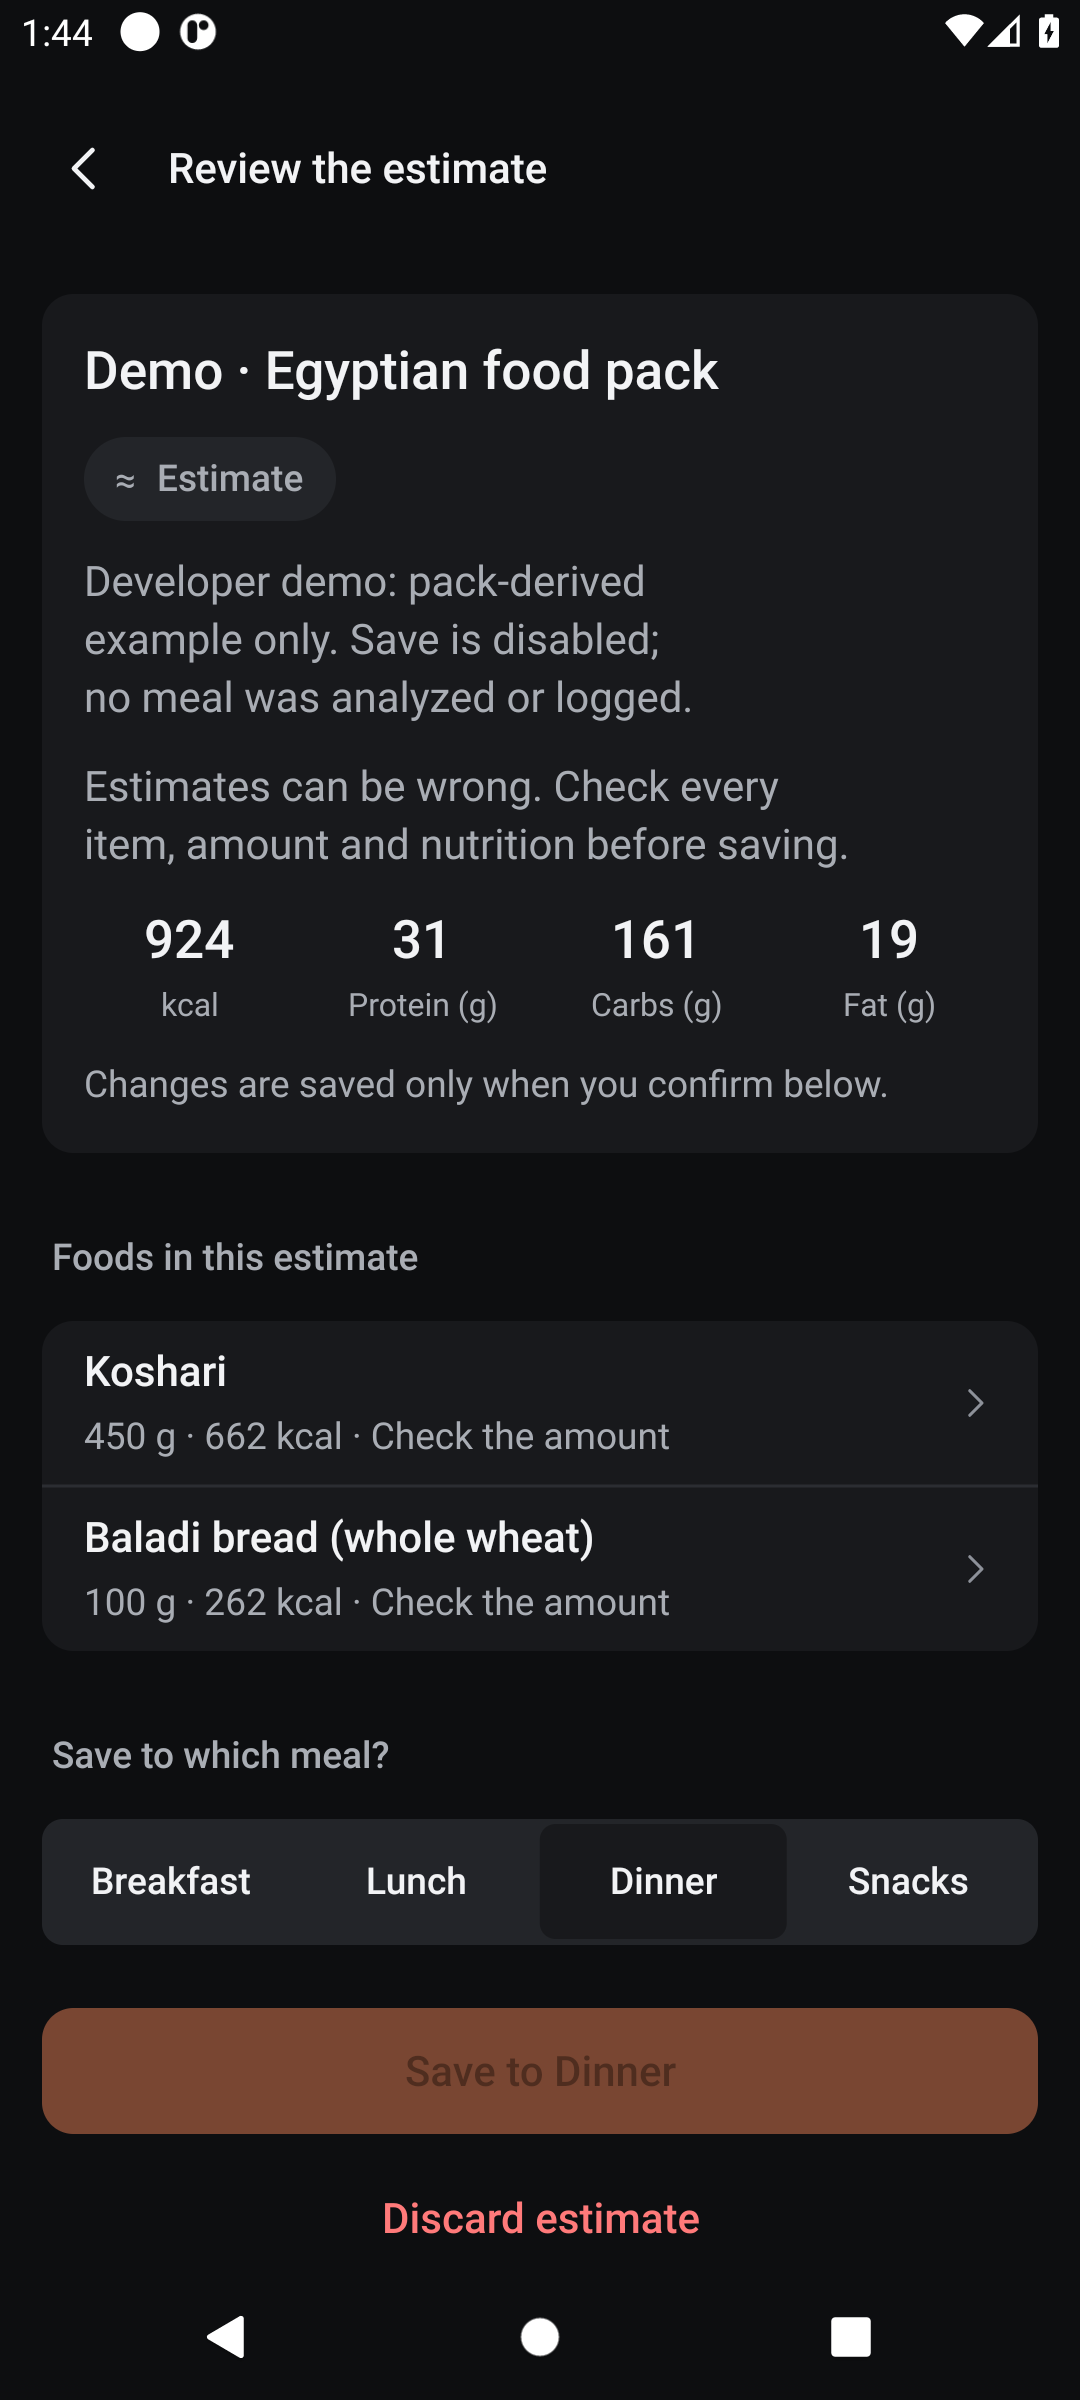 1:44
Review the estimate
Demo · Egyptian food pack
≈ Estimate
Developer demo: pack-derived
example only. Save is disabled;
no meal was analyzed or logged.
Estimates can be wrong. Check every
item, amount and nutrition before saving.
924 31 161 19
kcal Protein (g) Carbs (g) Fat (g)
Changes are saved only when you confirm below.
Foods in this estimate
Koshari
450 g · 662 kcal · Check the amount
Baladi bread (whole wheat)
100 g · 262 kcal · Check the amount
Save to which meal?
Breakfast Lunch Dinner Snacks
Save to Dinner
Discard estimate